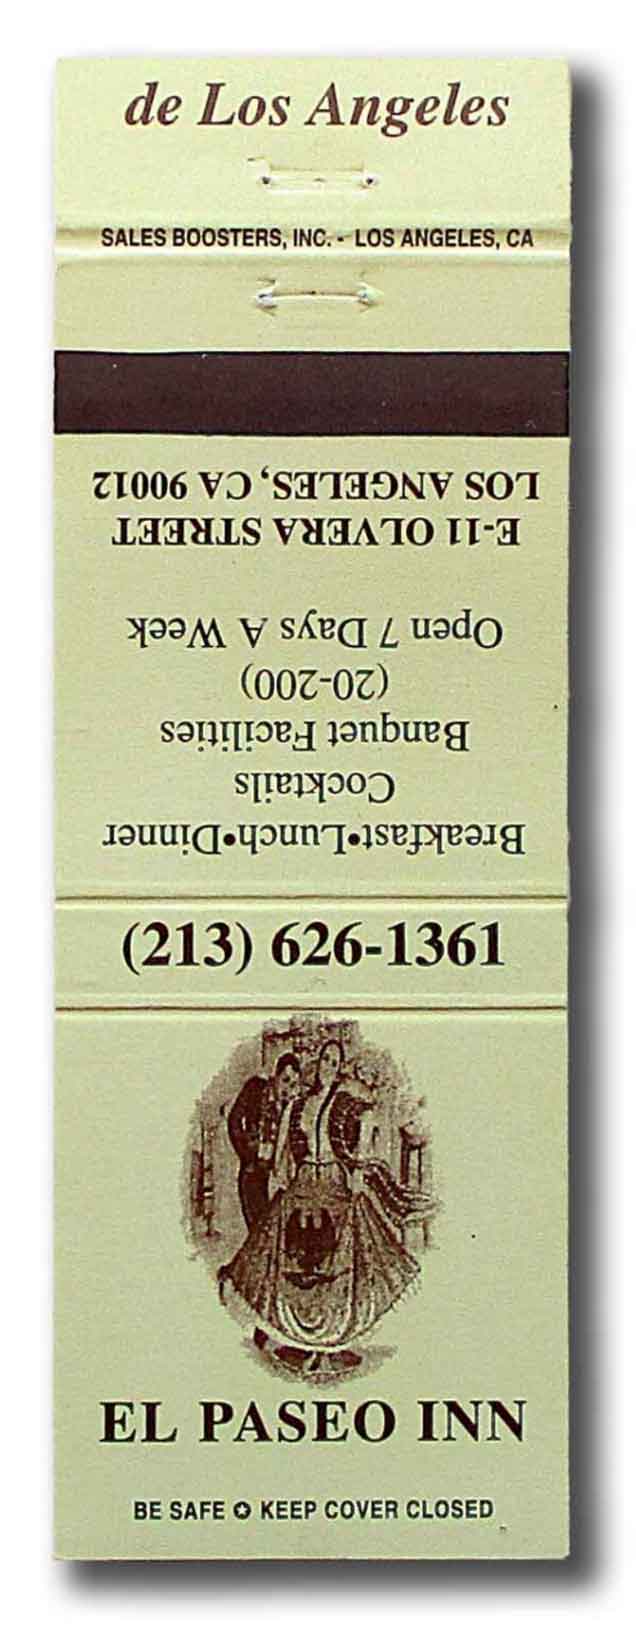 de Los Angeles
SALES BOOSTERS, INC. - LOS ANGELES, CA
Breakfast•Lunch•Dinner
Cocktails
Banquet Facilities
(20-200)
Open 7 Days A Week
E-11 OLVERA STREET
LOS ANGELES, CA 90012
(213) 626-1361
EL PASEO INN
BE SAFE ✪ KEEP COVER CLOSED